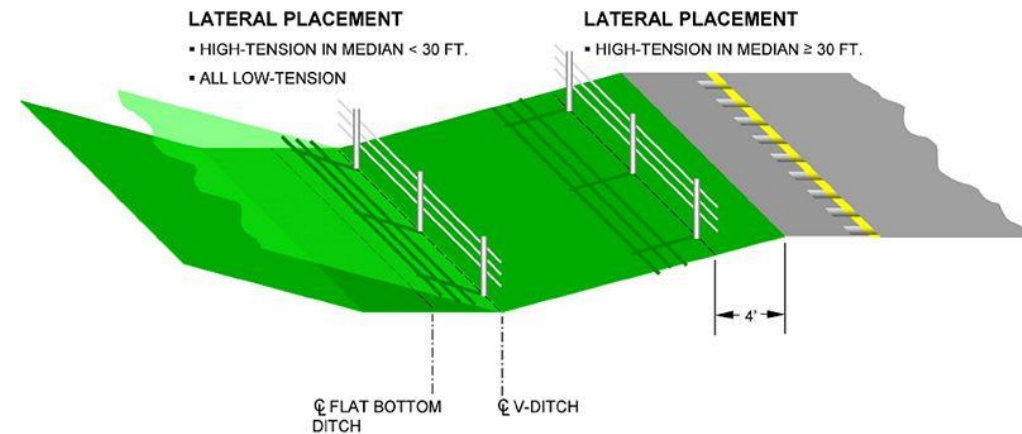 LATERAL PLACEMENT
▪ HIGH-TENSION IN MEDIAN < 30 FT.
▪ ALL LOW-TENSION
LATERAL PLACEMENT
▪ HIGH-TENSION IN MEDIAN ≥ 30 FT.
4'
℄ FLAT BOTTOM
DITCH
℄ V-DITCH